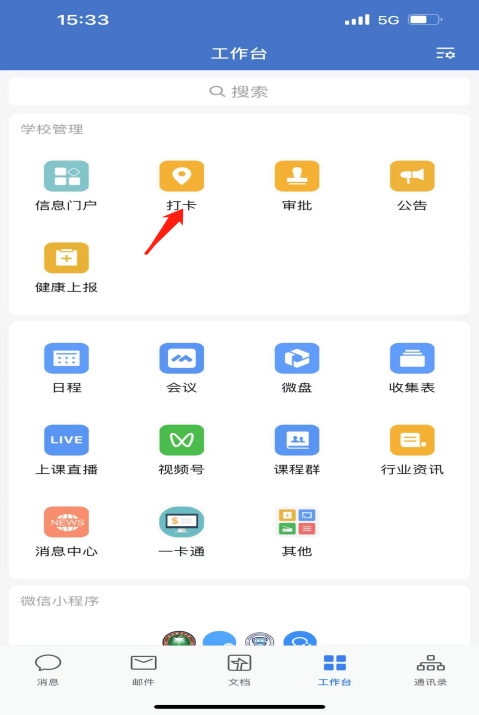 15:33 5G
工作台
搜索
学校管理
信息门户 打卡 审批 公告
健康上报
日程 会议 微盘 收集表
LIVE
上课直播 视频号 课程群 行业资讯
NEWS
$
消息中心 一卡通 其他
微信小程序
消息 邮件 文档 工作台 通讯录